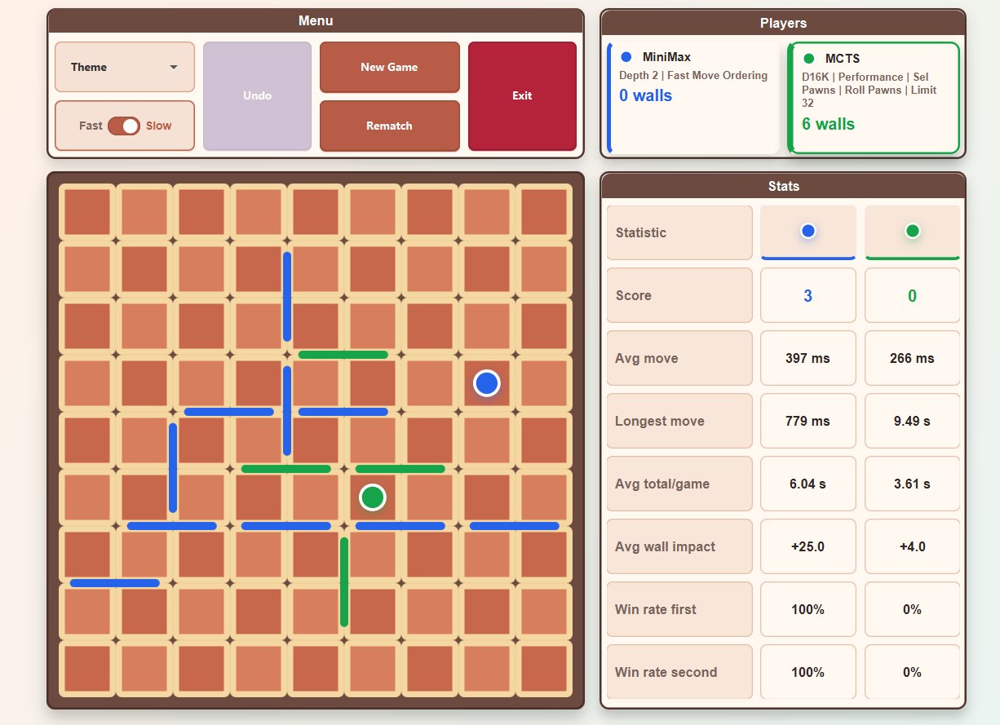 Menu
Theme
Undo
New Game
Exit
Fast
Slow
Rematch
Players
MiniMax
Depth 2 | Fast Move Ordering
0 walls
MCTS
D16K | Performance | Sel
Pawns | Roll Pawns | Limit
32
6 walls
Stats
Statistic
Score 3 0
Avg move 397 ms 266 ms
Longest move 779 ms 9.49 s
Avg total/game 6.04 s 3.61 s
Avg wall impact +25.0 +4.0
Win rate first 100% 0%
Win rate second 100% 0%